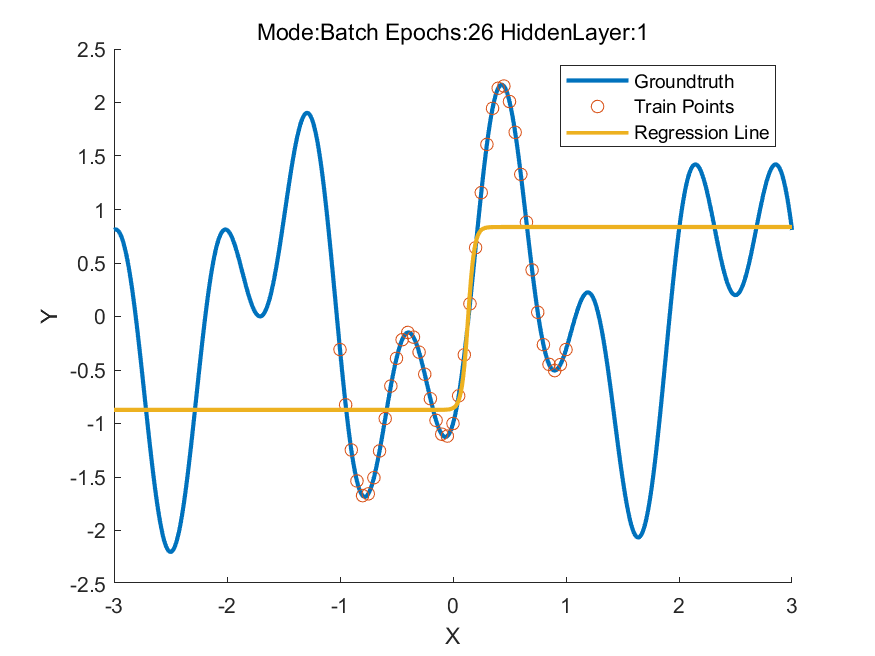 Mode:Batch Epochs:26 HiddenLayer:1
2.5
2
1.5
1
0.5
0
-0.5
-1
-1.5
-2
-2.5
Y
Groundtruth
Train Points
Regression Line
-3 -2 -1 0 1 2 3
X